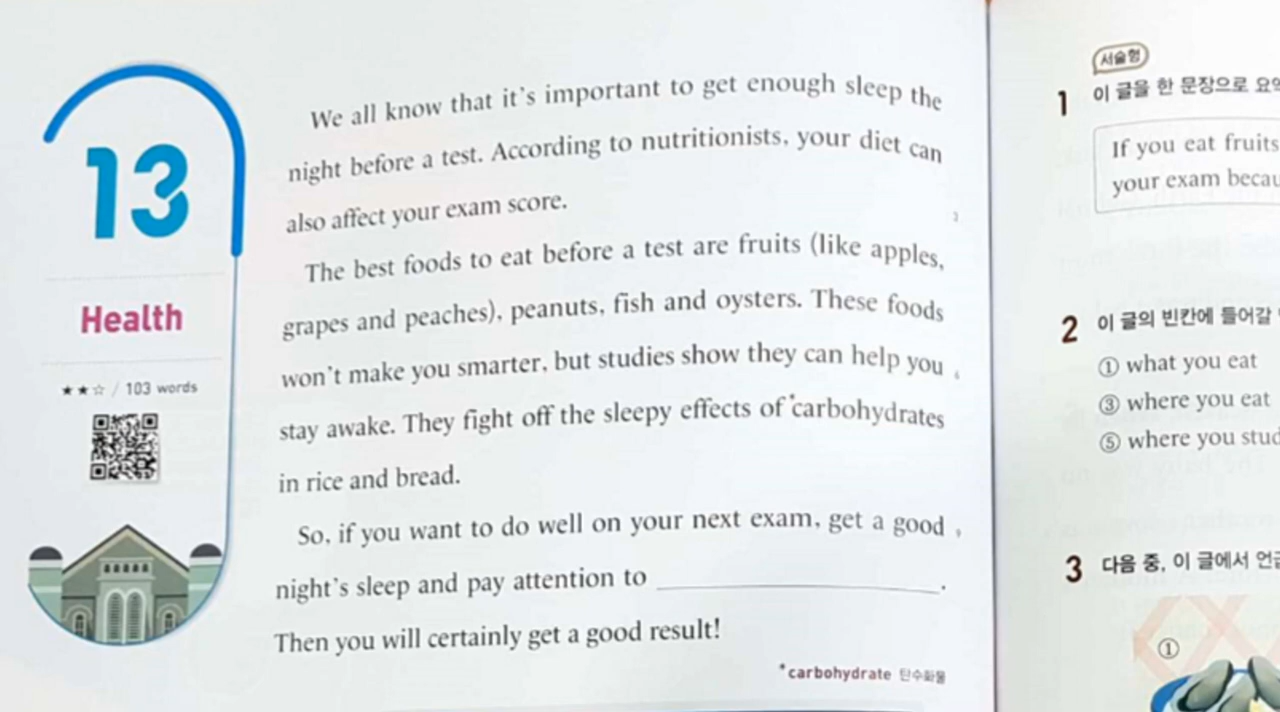 13
Health
★★☆ / 103 words
We all know that it's important to get enough sleep the
night before a test. According to nutritionists, your diet can
also affect your exam score.
The best foods to eat before a test are fruits (like apples,
grapes and peaches), peanuts, fish and oysters. These foods
won't make you smarter, but studies show they can help you
stay awake. They fight off the sleepy effects of *carbohydrates
in rice and bread.
So, if you want to do well on your next exam, get a good
night's sleep and pay attention to ____________.
Then you will certainly get a good result!
*carbohydrate 탄수화물
서술형
1 이 글을 한 문장으로
If you eat fruits
your exam
2 이 글의 빈칸에 들어갈
① what you eat
③ where you eat
⑤ where you
3 다음 중, 이 글에서
①